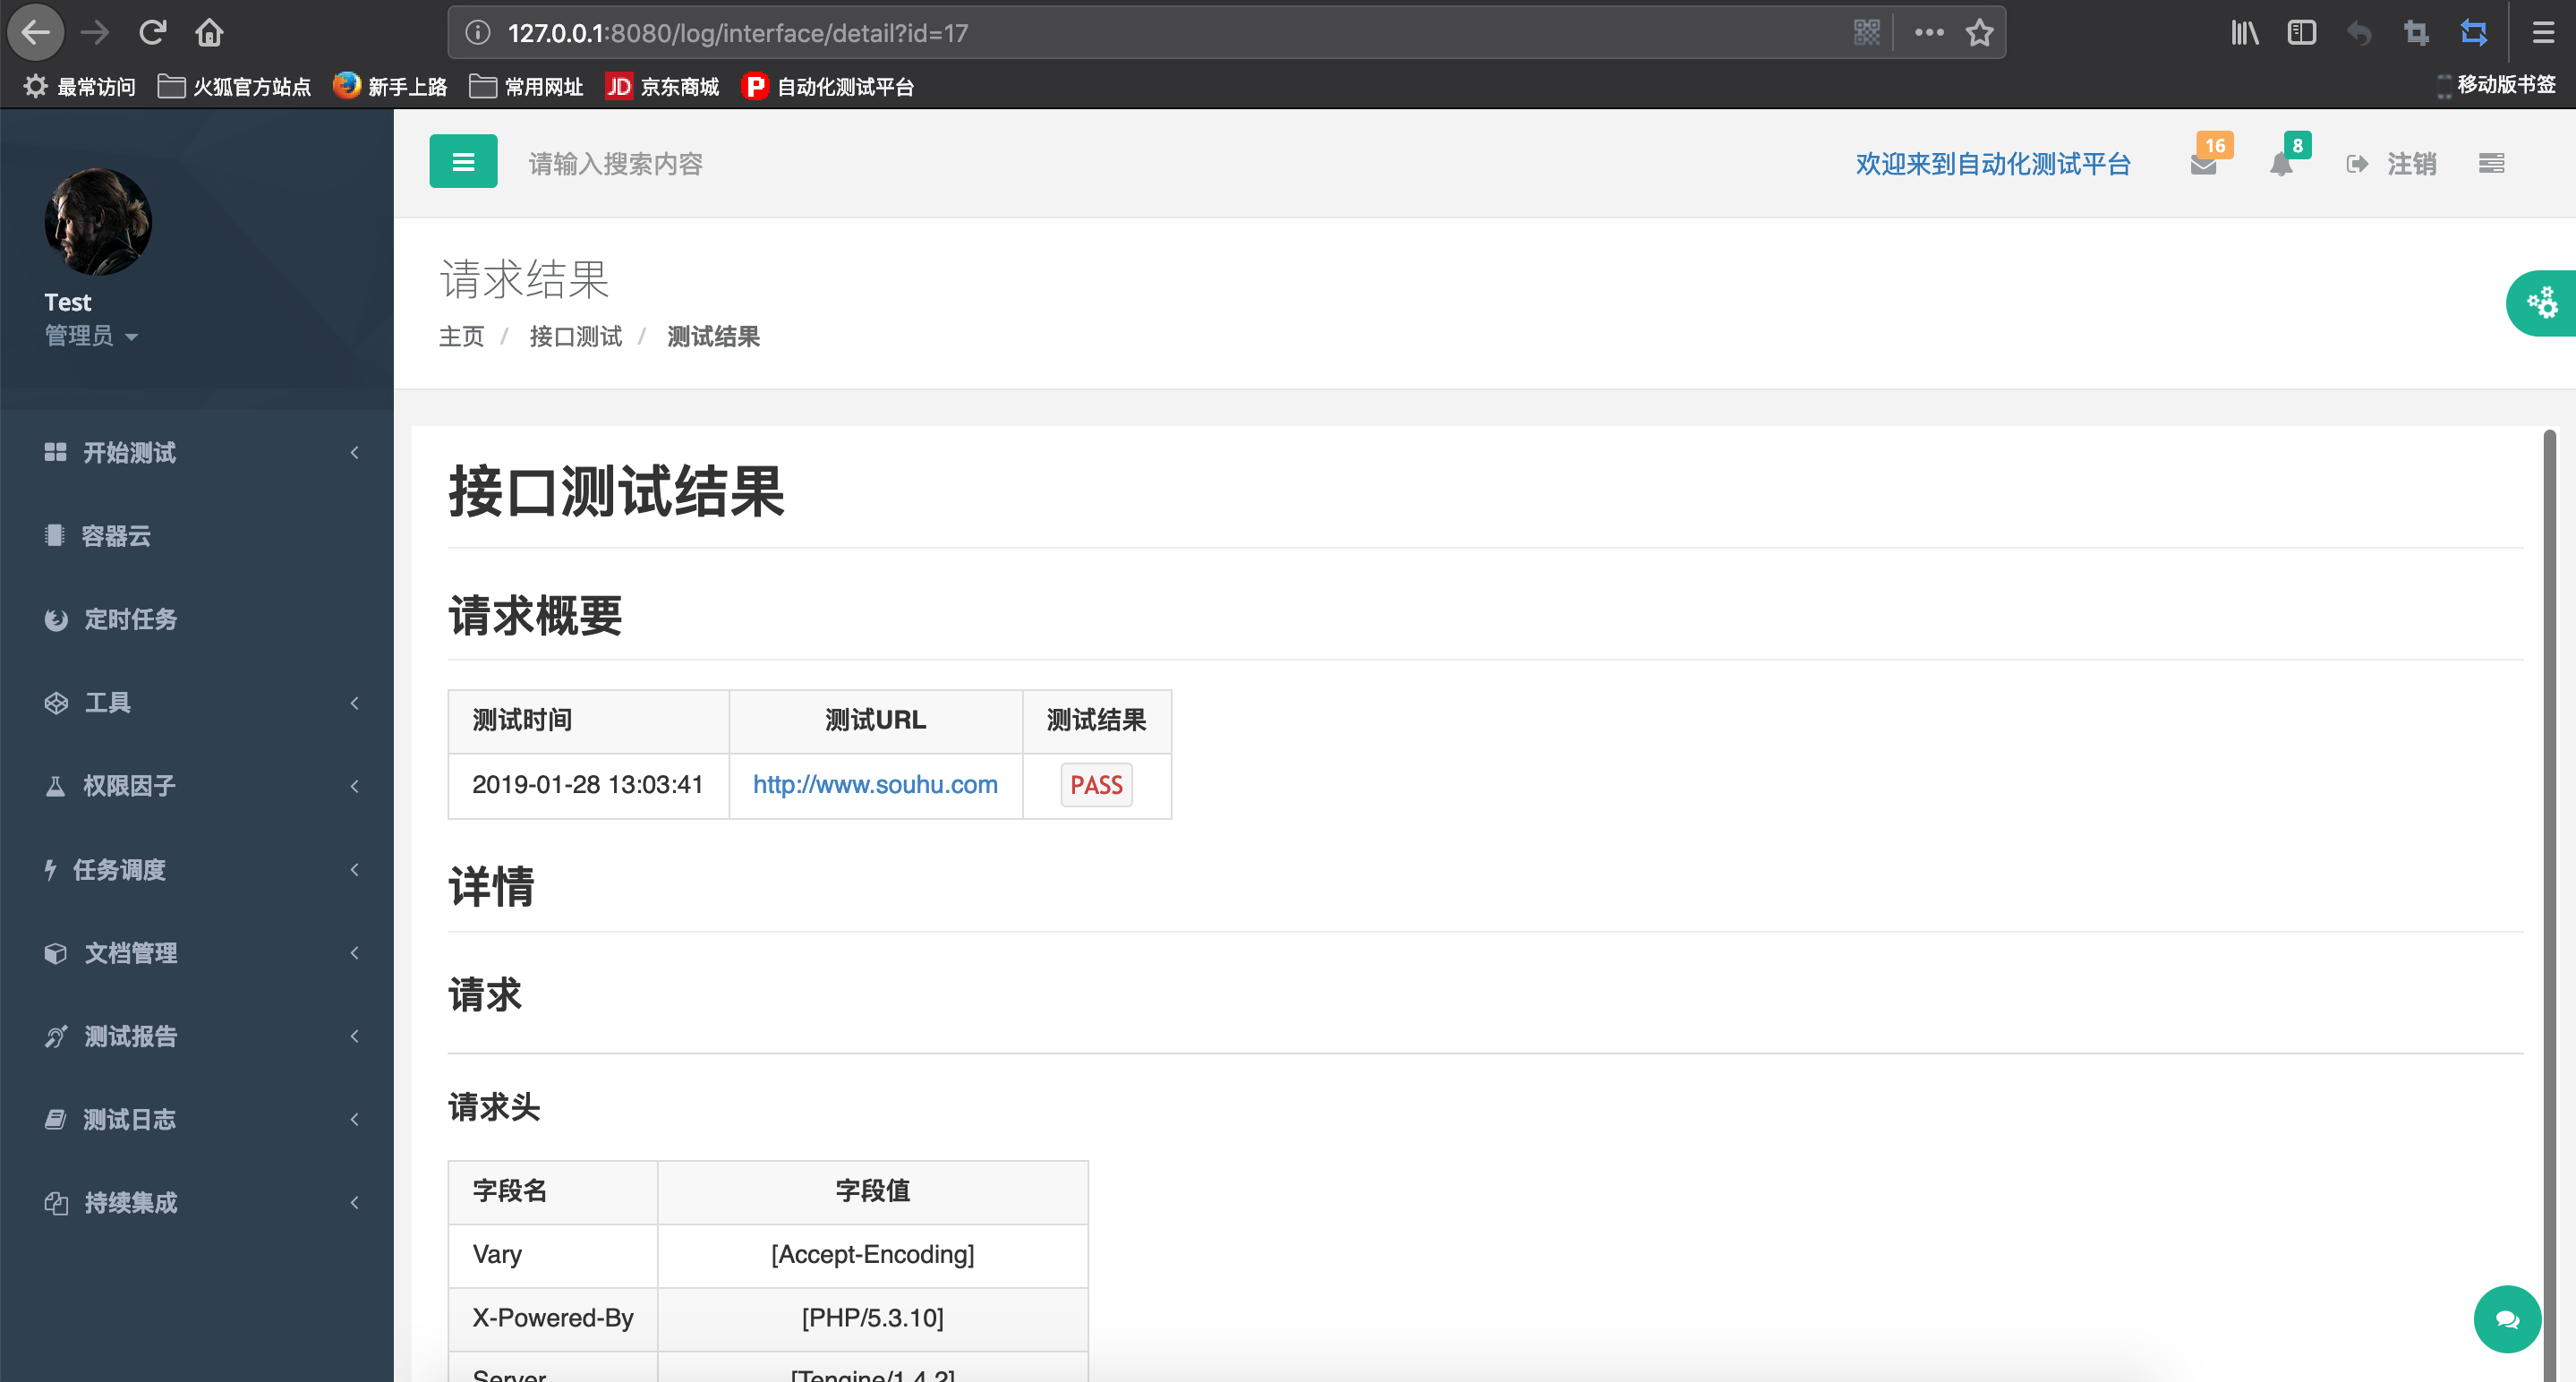 127.0.0.1:8080/log/interface/detail?id=17
最常访问 火狐官方站点 新手上路 常用网址 JD 京东商城 P 自动化测试平台 移动版书签
请输入搜索内容 欢迎来到自动化测试平台 16 8 注销
Test
管理员
开始测试
容器云
定时任务
工具
权限因子
任务调度
文档管理
测试报告
测试日志
持续集成
请求结果
主页 / 接口测试 / 测试结果
接口测试结果
请求概要
测试时间 测试URL 测试结果
2019-01-28 13:03:41 http://www.souhu.com PASS
详情
请求
请求头
字段名 字段值
Vary [Accept-Encoding]
X-Powered-By [PHP/5.3.10]
Server [Tengine/1.4.2]